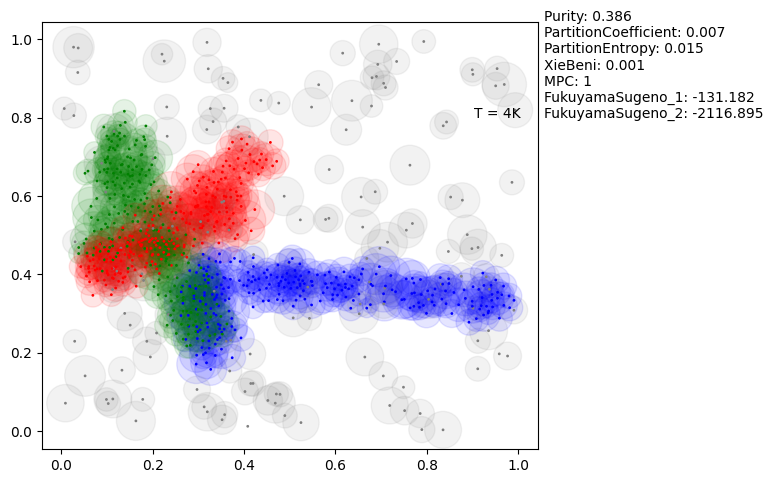 Purity: 0.386
PartitionCoefficient: 0.007
PartitionEntropy: 0.015
XieBeni: 0.001
MPC: 1
FukuyamaSugeno_1: -131.182
FukuyamaSugeno_2: -2116.895
T = 4K
1.0
0.8
0.6
0.4
0.2
0.0
0.0 0.2 0.4 0.6 0.8 1.0